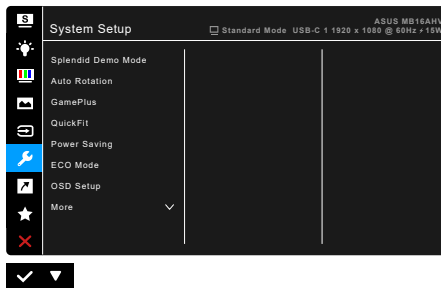 S
System Setup
ASUS MB16AHV
Standard Mode USB-C 1 1920 x 1080 @ 60Hz 15W
Splendid Demo Mode
Auto Rotation
GamePlus
QuickFit
Power Saving
ECO Mode
OSD Setup
More